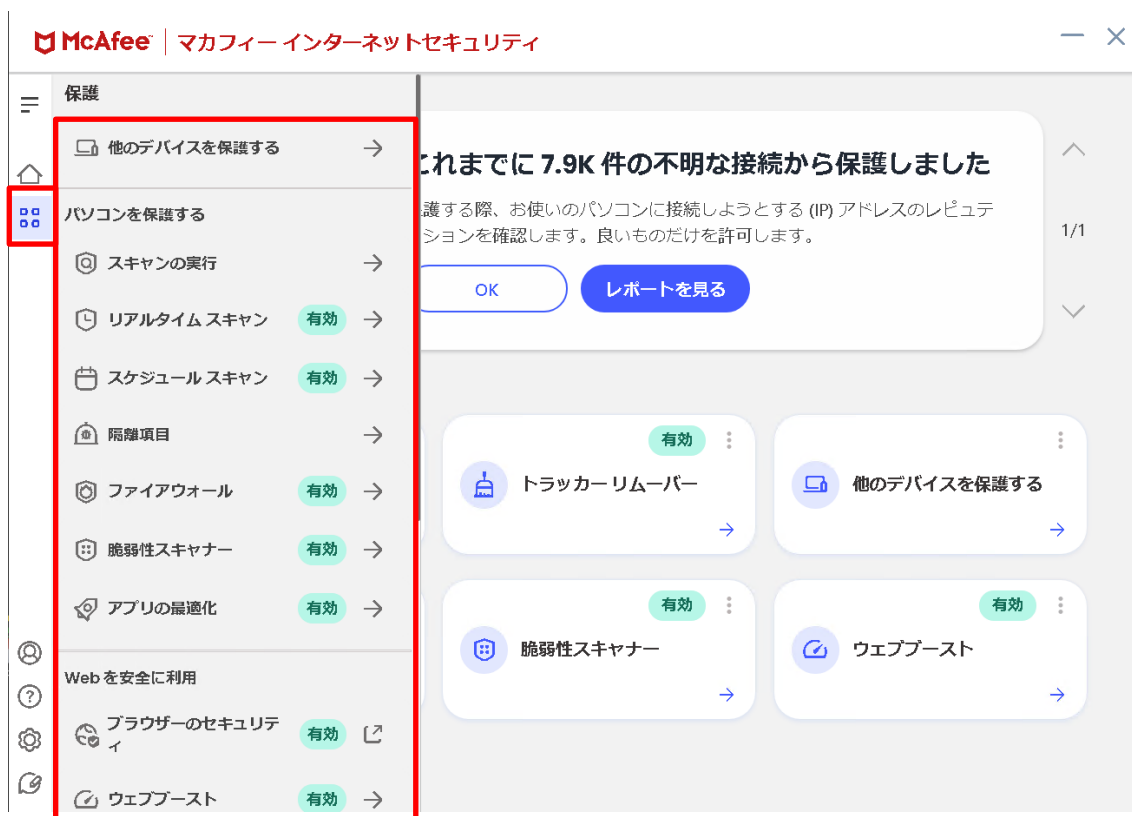 McAfee™ マカフィー インターネットセキュリティ
保護
他のデバイスを保護する
パソコンを保護する
スキャンの実行
リアルタイム スキャン 有効
スケジュール スキャン 有効
隔離項目
ファイアウォール 有効
脆弱性スキャナー 有効
アプリの最適化 有効
Web を安全に利用
ブラウザーのセキュリテ
ィ 有効
ウェブブースト 有効
これまでに 7.9K 件の不明な接続から保護しました
護する際、お使いのパソコンに接続しようとする (IP) アドレスのレピュテ
ーションを確認します。良いものだけを許可します。
OK レポートを見る
1/1
有効
トラッカー リムーバー
他のデバイスを保護する
有効
脆弱性スキャナー
有効
ウェブブースト